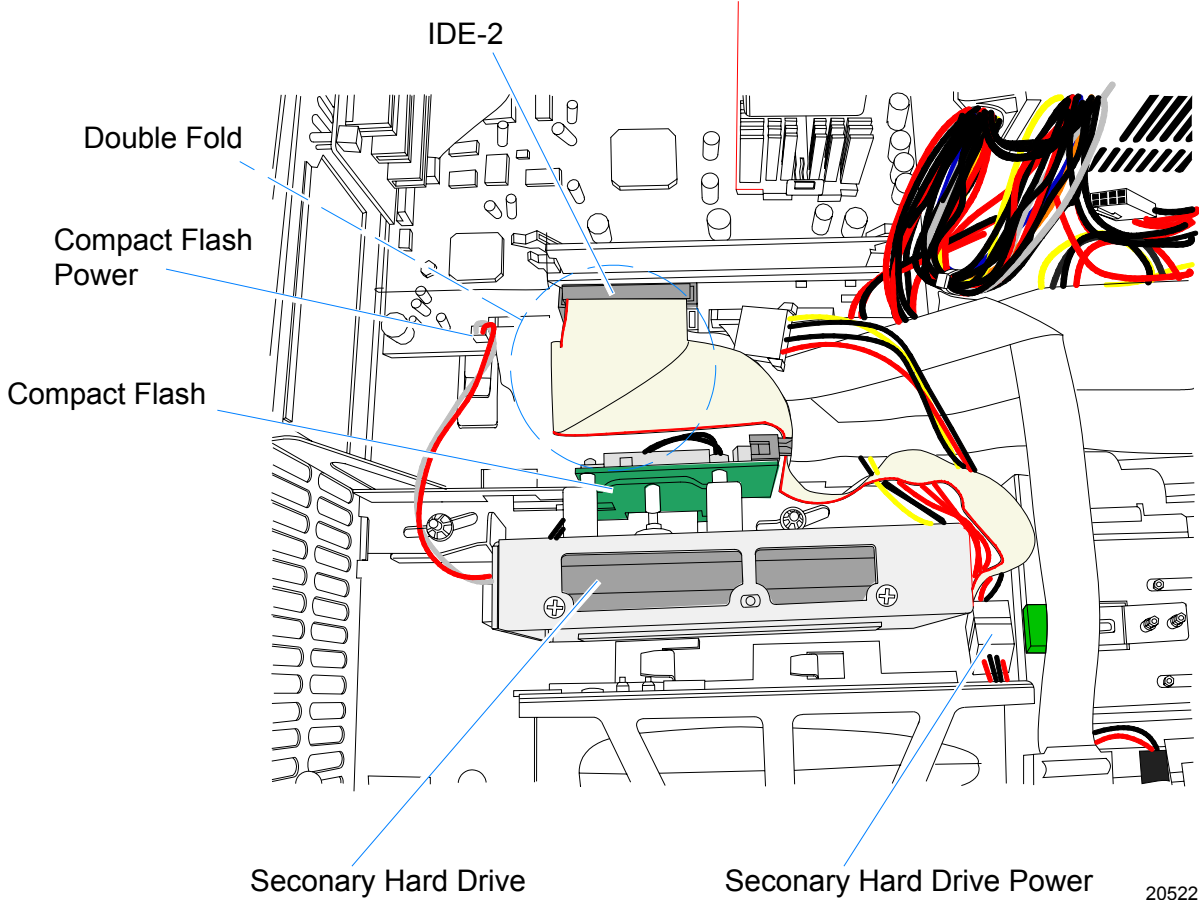 IDE-2
Double Fold
Compact Flash
Power
Compact Flash
Seconary Hard Drive
Seconary Hard Drive Power
20522